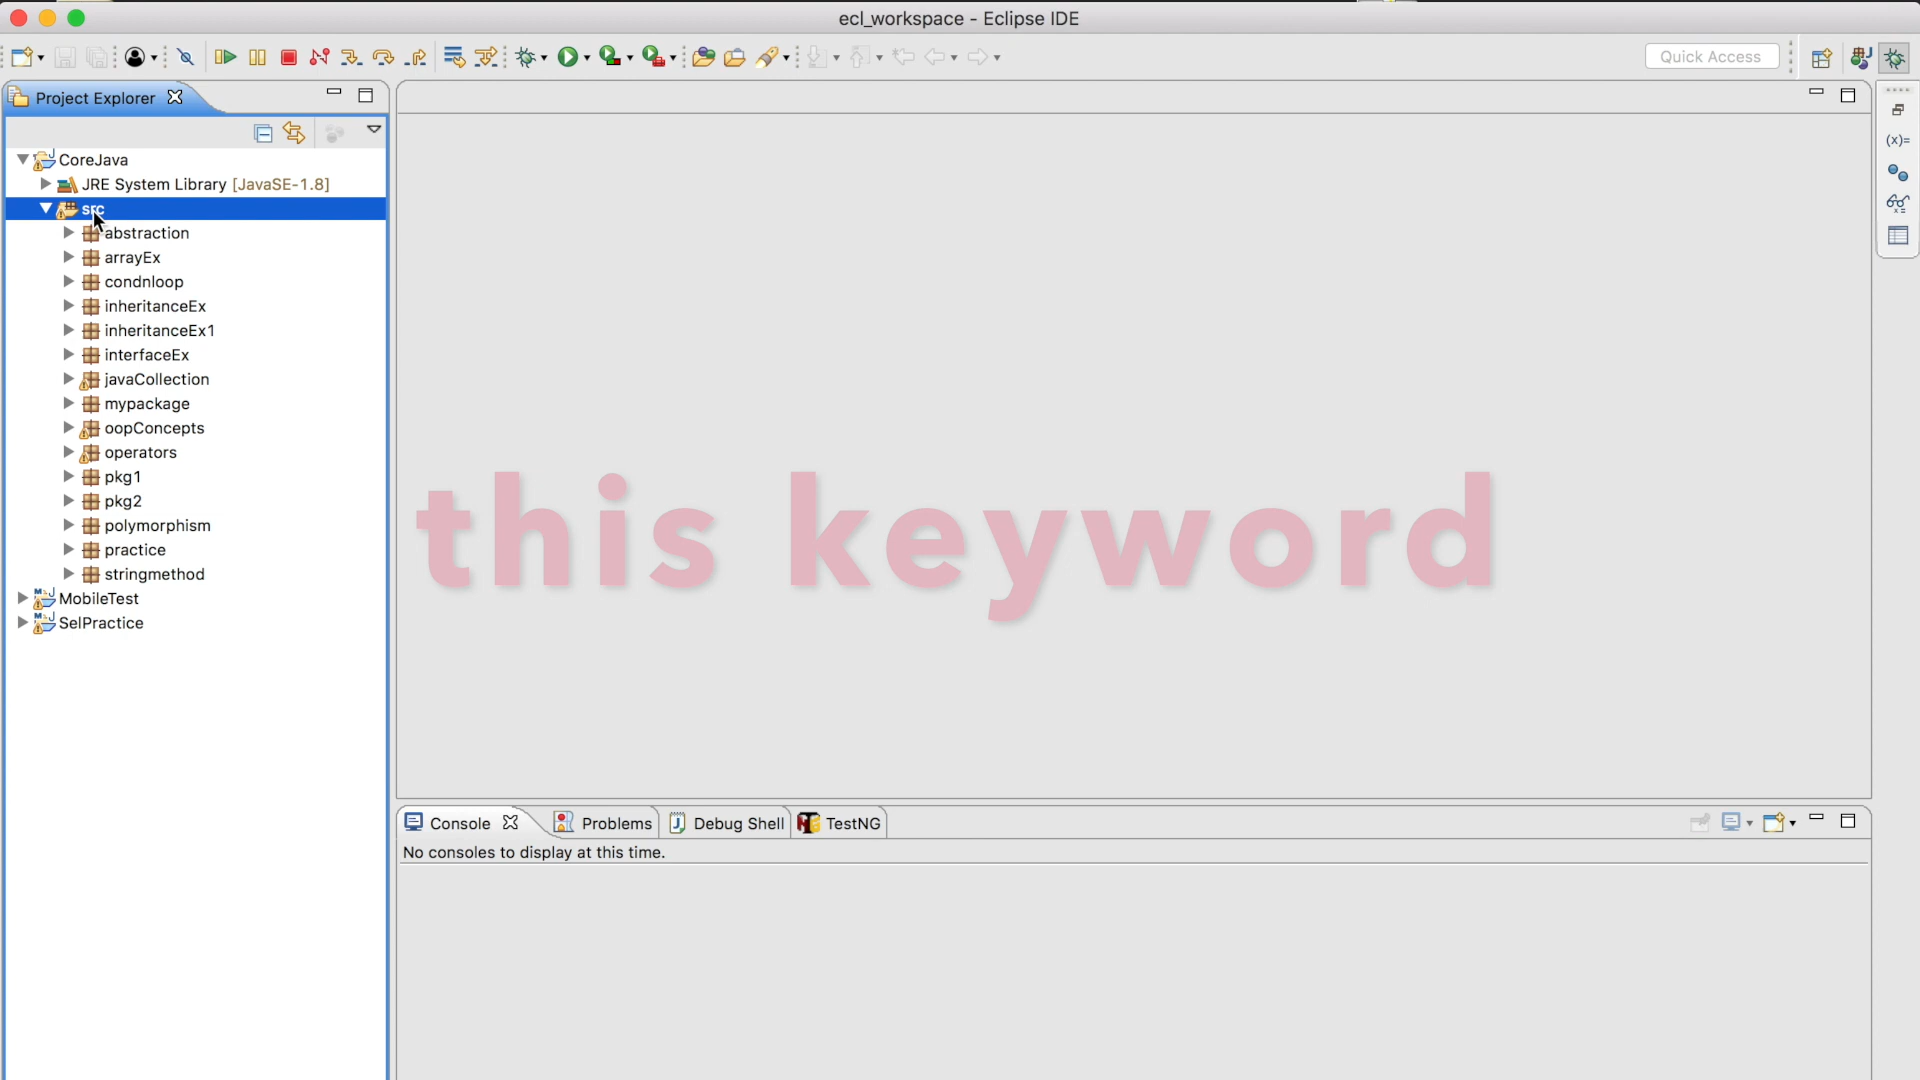 ecl_workspace - Eclipse IDE
Quick Access
Project Explorer
CoreJava
JRE System Library [JavaSE-1.8]
src
abstraction
arrayEx
condnloop
inheritanceEx
inheritanceEx1
interfaceEx
javaCollection
mypackage
oopConcepts
operators
pkg1
pkg2
polymorphism
practice
stringmethod
MobileTest
SelPractice
this keyword
Console
Problems
Debug Shell
TestNG
No consoles to display at this time.
(x)=